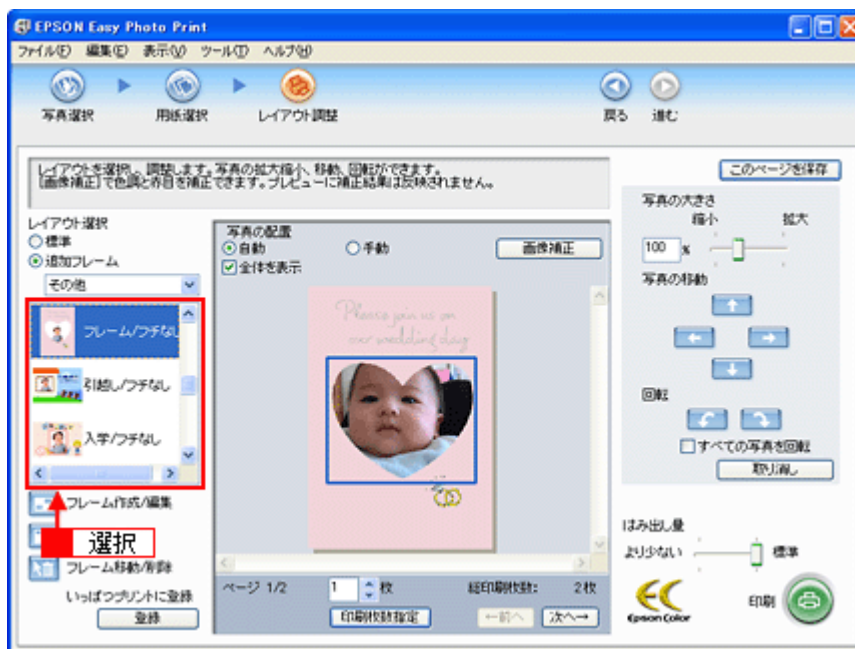 EPSON Easy Photo Print
ファイル(F) 編集(E) 表示(V) ツール(T) ヘルプ(H)
写真選択 用紙選択 レイアウト調整 戻る 進む
レイアウトを選択し、調整します。写真の拡大縮小、移動、回転ができます。
[画像補正]で色調と赤目を補正できます。プレビューに補正結果は反映されません。
このページを保存
レイアウト選択
標準
追加フレーム
その他
フレーム/フチなし
引越し/フチなし
入学/フチなし
選択
フレーム作成/編集
フレーム移動/削除
いっぱつプリントに登録
登録
写真の配置
自動 手動 画像補正
全体を表示
Please join us on
our wedding day
ページ 1/2 1 枚 総印刷枚数: 2枚
印刷枚数指定 ←前へ 次へ→
写真の大きさ
縮小 拡大
100 %
写真の移動
回転
すべての写真を回転
取り消し
はみ出し量
より少ない 標準
Epson Color
印刷